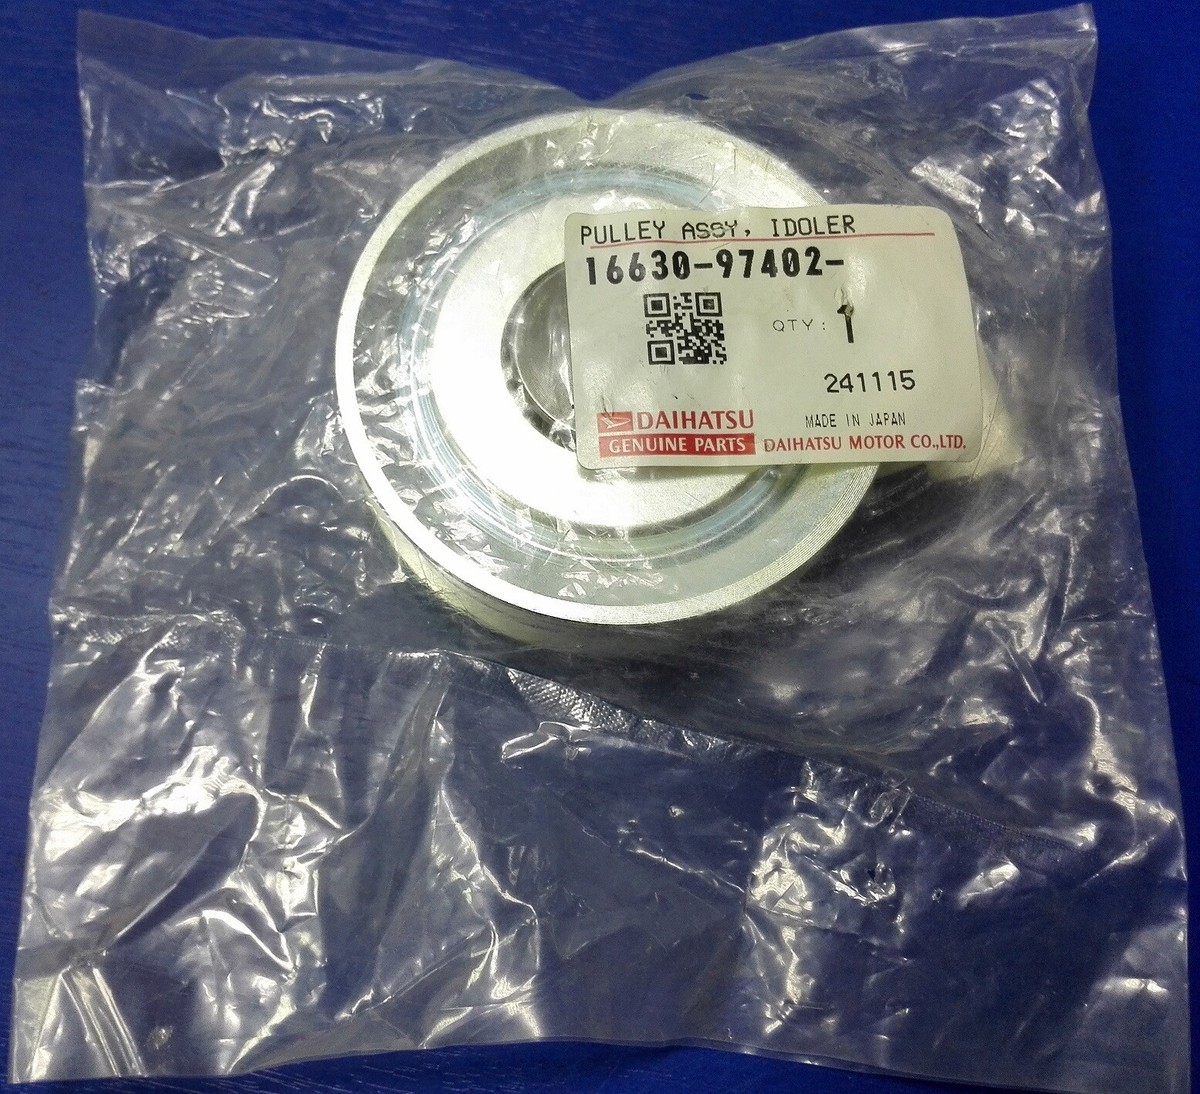 PULLEY ASSY, IDOLER
16630-97402-
QTY: 1
241115
DAIHATSU MADE IN JAPAN
GENUINE PARTS DAIHATSU MOTOR CO.,LTD.